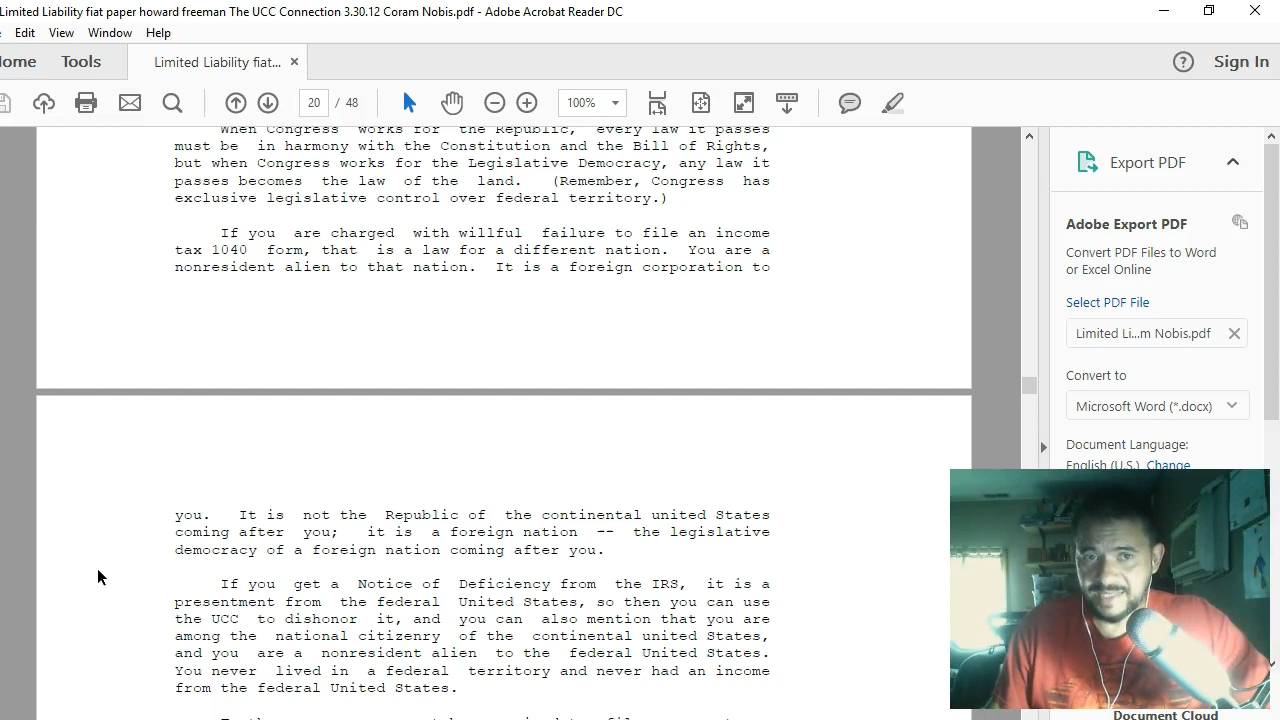 Limited Liability fiat paper howard freeman The UCC Connection 3.30.12 Coram Nobis.pdf - Adobe Acrobat Reader DC
Edit View Window Help
Home Tools Limited Liability fiat... × Sign In
20 / 48 100%
When Congress works for the Republic, every law it passes
must be in harmony with the Constitution and the Bill of Rights,
but when Congress works for the Legislative Democracy, any law it
passes becomes the law of the land. (Remember, Congress has
exclusive legislative control over federal territory.)
If you are charged with willful failure to file an income
tax 1040 form, that is a law for a different nation. You are a
nonresident alien to that nation. It is a foreign corporation to
you. It is not the Republic of the continental united States
coming after you; it is a foreign nation -- the legislative
democracy of a foreign nation coming after you.
If you get a Notice of Deficiency from the IRS, it is a
presentment from the federal United States, so then you can use
the UCC to dishonor it, and you can also mention that you are
among the national citizenry of the continental united States,
and you are a nonresident alien to the federal United States.
You never lived in a federal territory and never had an income
from the federal United States.
Export PDF
Adobe Export PDF
Convert PDF Files to Word
or Excel Online
Select PDF File
Limited Li...m Nobis.pdf
Convert to
Microsoft Word (*.docx)
Document Language:
English (U.S.) Change
Document Cloud